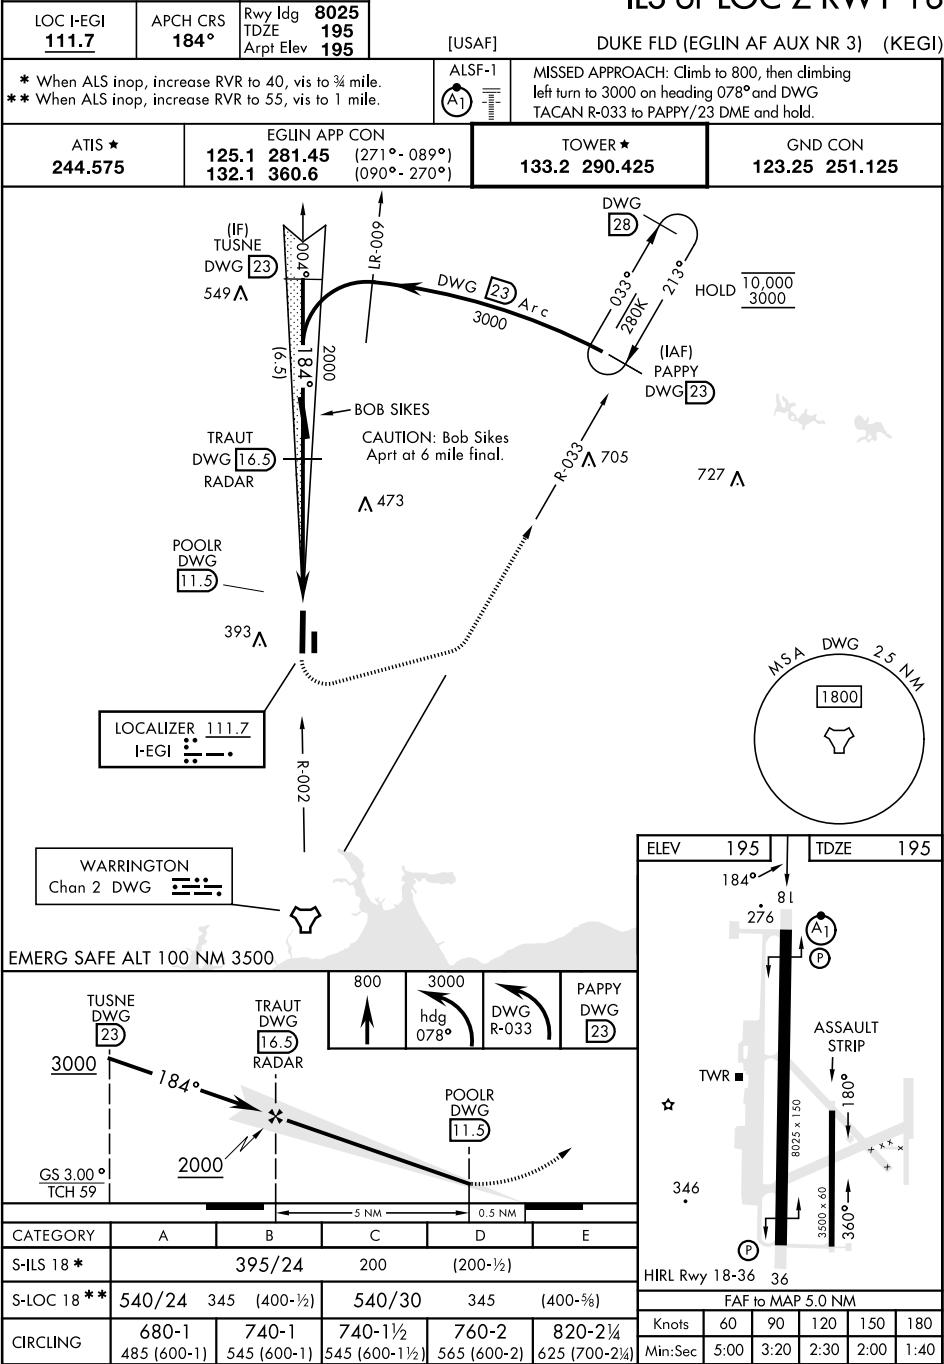 ILS or LOC Z RWY 18
LOC I-EGI
111.7
APCH CRS
184°
Rwy ldg 8025
TDZE 195
Arpt Elev 195
[USAF]
DUKE FLD (EGLIN AF AUX NR 3) (KEGI)
* When ALS inop, increase RVR to 40, vis to ¾ mile.
** When ALS inop, increase RVR to 55, vis to 1 mile.
ALSF-1
A1
MISSED APPROACH: Climb to 800, then climbing
left turn to 3000 on heading 078° and DWG
TACAN R-033 to PAPPY/23 DME and hold.
ATIS ★
244.575
EGLIN APP CON
125.1 281.45 (271°- 089°)
132.1 360.6 (090°- 270°)
TOWER ★
133.2 290.425
GND CON
123.25 251.125
(IF)
TUSNE
DWG 23
549
004°
LR-009
DWG 23 Arc
3000
DWG
28
033°
280K
213°
HOLD 10,000
3000
(IAF)
PAPPY
DWG 23
184°
2000
(6.5)
BOB SIKES
CAUTION: Bob Sikes
Aprt at 6 mile final.
TRAUT
DWG 16.5
RADAR
R-033
705
727
473
POOLR
DWG
11.5
393
MSA DWG 25 NM
1800
LOCALIZER 111.7
I-EGI
R-002
WARRINGTON
Chan 2 DWG
EMERG SAFE ALT 100 NM 3500
ELEV 195
TDZE 195
184°
18
276
A1
P
ASSAULT
STRIP
TWR
180°
8025 x 150
346
3500 x 60
360°
P
HIRL Rwy 18-36
36
TUSNE
DWG
23
3000
184°
TRAUT
DWG
16.5
RADAR
800
3000
hdg
078°
DWG
R-033
PAPPY
DWG
23
POOLR
DWG
11.5
2000
GS 3.00°
TCH 59
5 NM
0.5 NM
CATEGORY A B C D E
S-ILS 18 * 395/24 200 (200-½)
S-LOC 18 ** 540/24 345 (400-½) 540/30 345 (400-⅝)
CIRCLING 680-1 740-1 740-1½ 760-2 820-2¼
485 (600-1) 545 (600-1) 545 (600-1½) 565 (600-2) 625 (700-2¼)
FAF to MAP 5.0 NM
Knots 60 90 120 150 180
Min:Sec 5:00 3:20 2:30 2:00 1:40